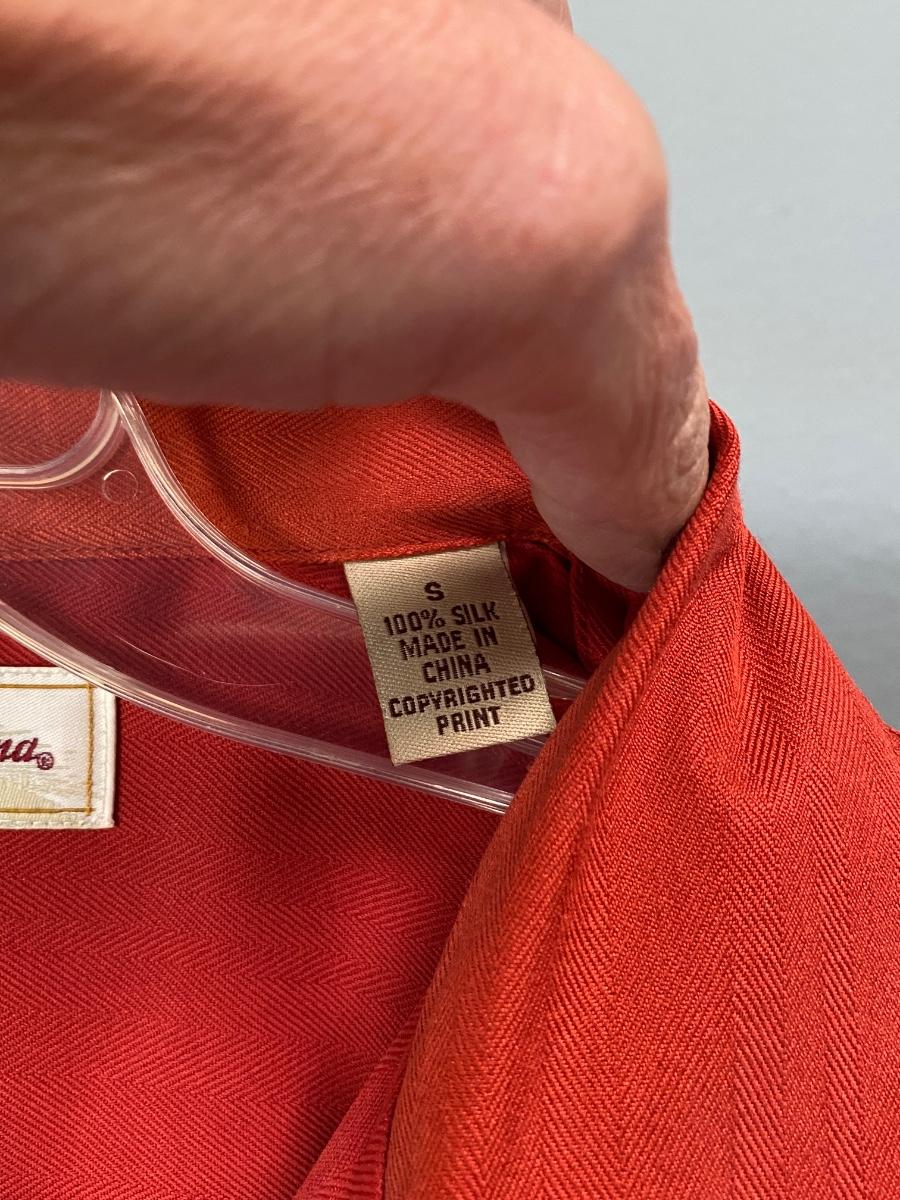 S
100% SILK
MADE IN
CHINA
COPYRIGHTED
PRINT
®